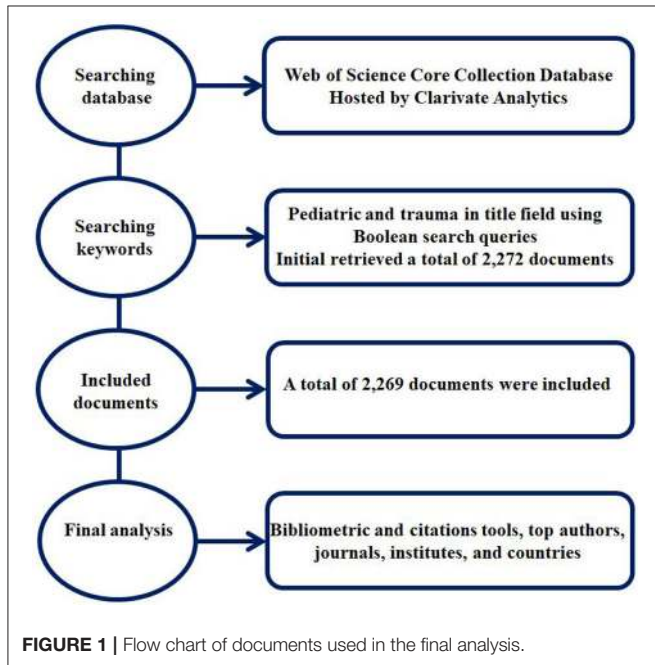 Searching
database
Web of Science Core Collection Database
Hosted by Clarivate Analytics
Searching
keywords
Pediatric and trauma in title field using
Boolean search queries
Initial retrieved a total of 2,272 documents
Included
documents
A total of 2,269 documents were included
Final analysis
Bibliometric and citations tools, top authors,
journals, institutes, and countries
FIGURE 1 | Flow chart of documents used in the final analysis.